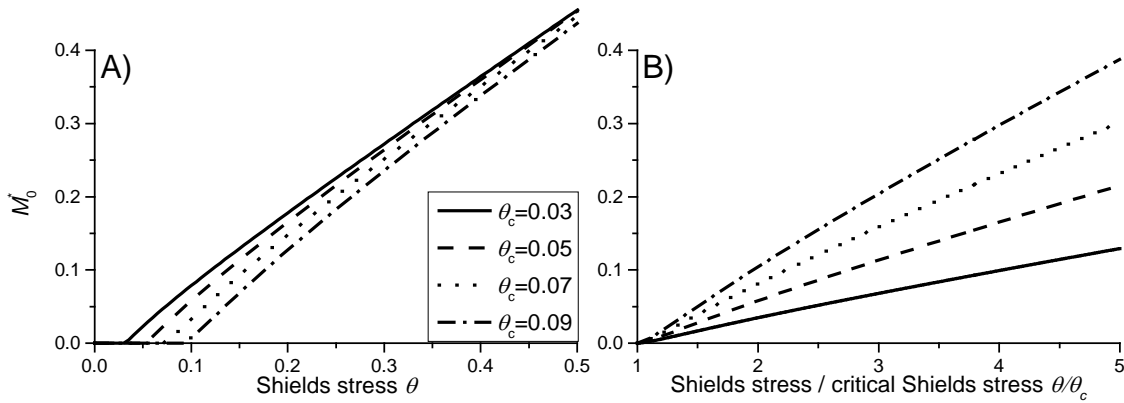 A)
0.4
0.3
0.2
0.1
0.0
M*0
0.0 0.1 0.2 0.3 0.4 0.5
Shields stress θ
θc=0.03
θc=0.05
θc=0.07
θc=0.09
B)
0.4
0.3
0.2
0.1
0.0
1 2 3 4 5
Shields stress / critical Shields stress θ/θc